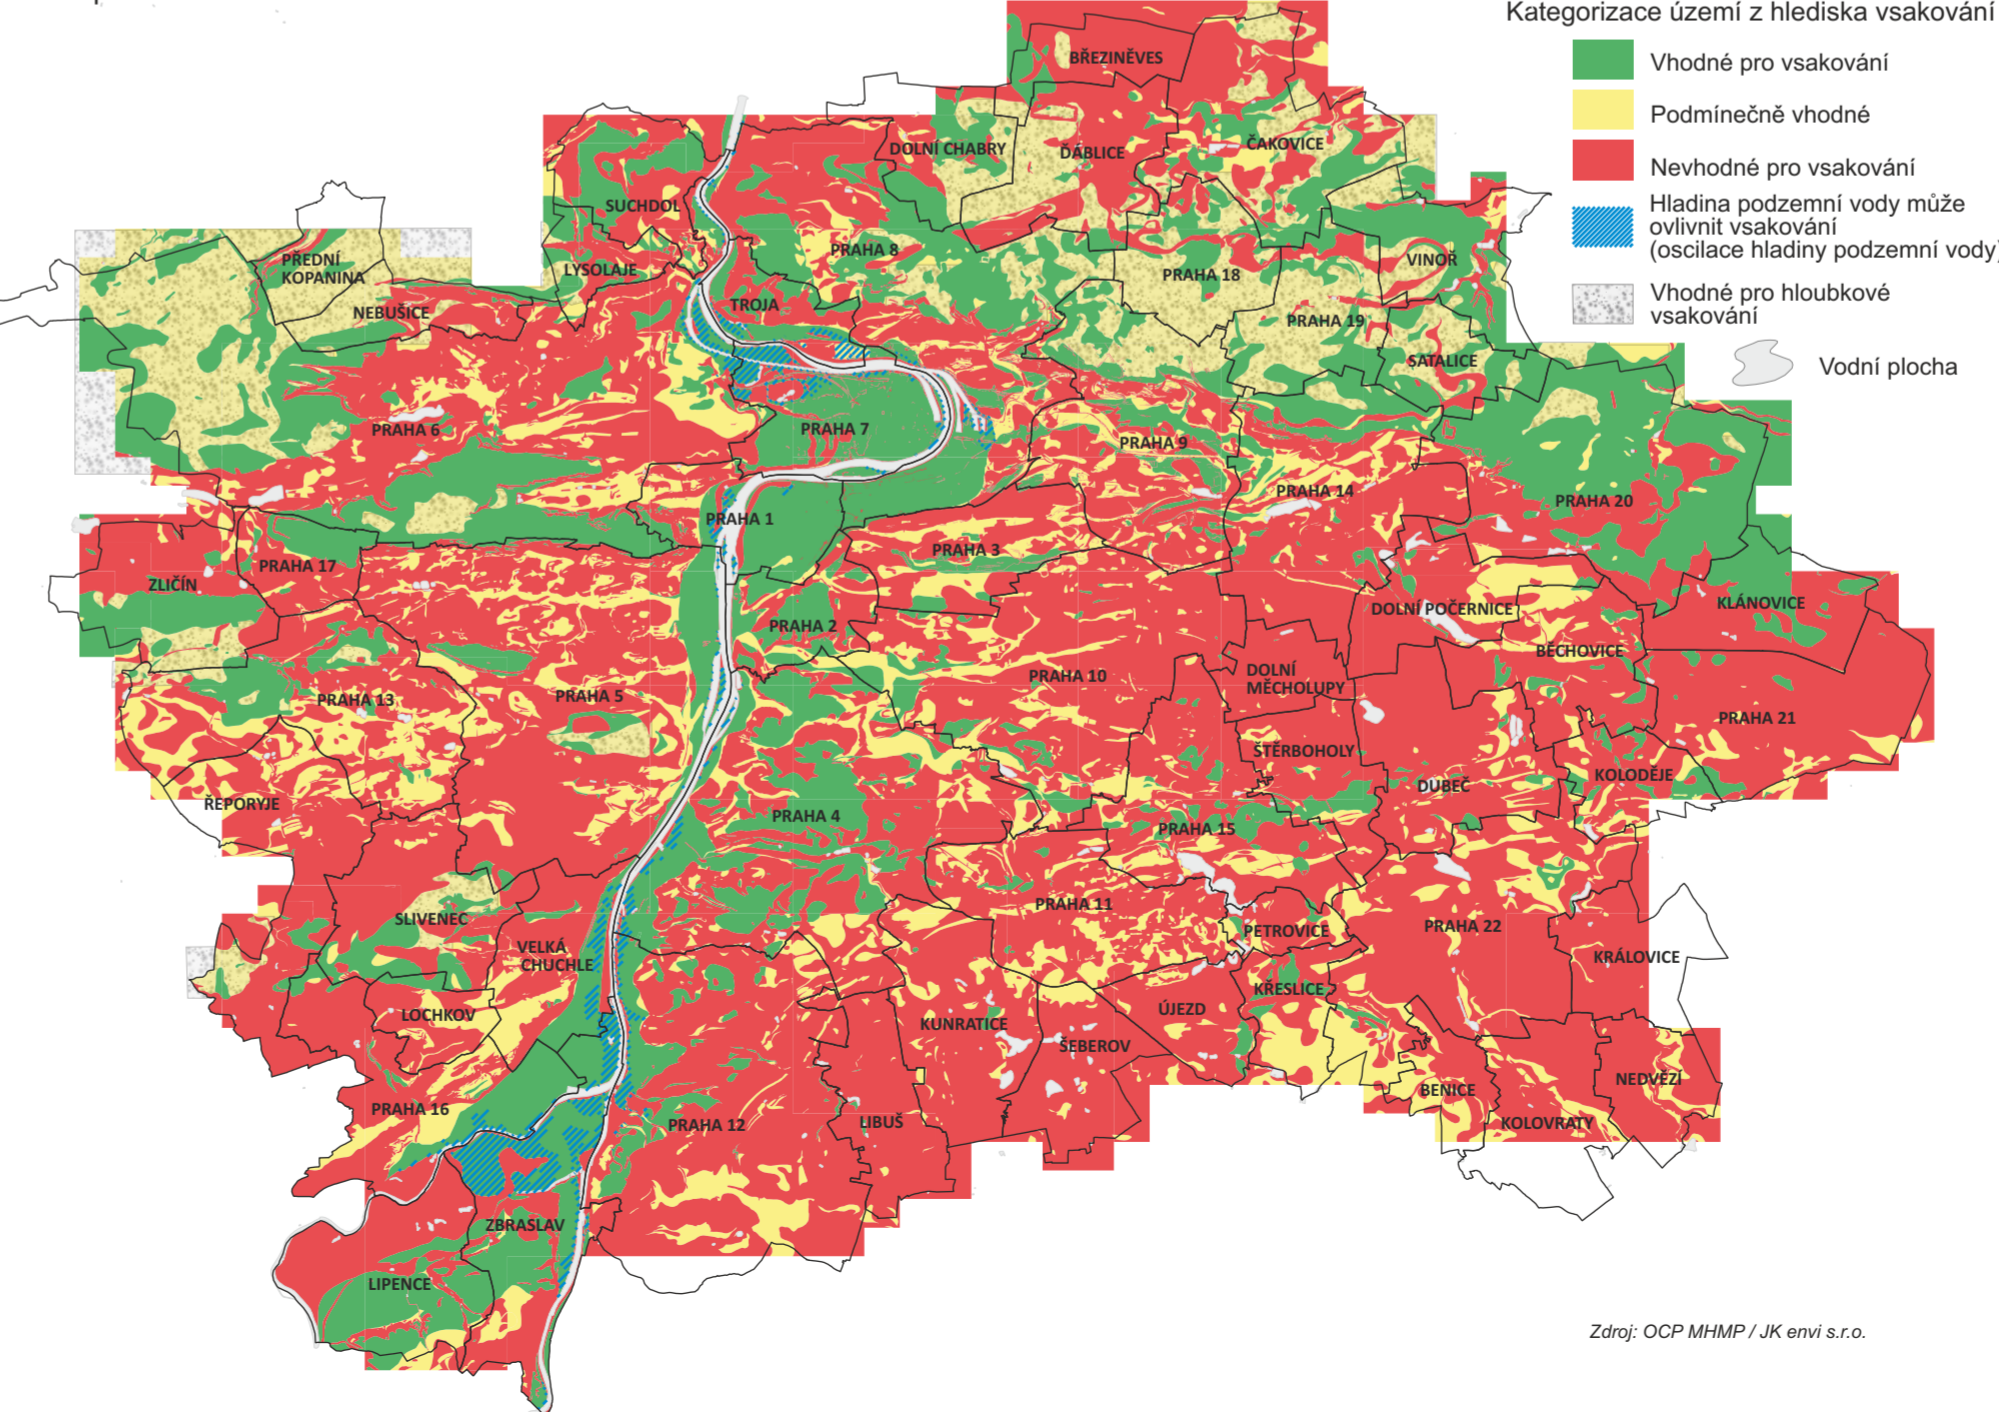 Kategorizace území z hlediska vsakování
Vhodné pro vsakování
Podmínečně vhodné
Nevhodné pro vsakování
Hladina podzemní vody může
ovlivnit vsakování
(oscilace hladiny podzemní vody)
Vhodné pro hloubkové
vsakování
Vodní plocha
BŘEZINĚVES
DOLNÍ CHABRY
ĎÁBLICE
ČAKOVICE
SUCHDOL
PŘEDNÍ
KOPANINA
LYSOLAJE
PRAHA 8
PRAHA 18
VINOŘ
NEBUŠICE
TROJA
PRAHA 19
SATALICE
PRAHA 6
PRAHA 7
PRAHA 9
PRAHA 14
PRAHA 20
PRAHA 1
PRAHA 3
PRAHA 17
ZLIČÍN
PRAHA 2
DOLNÍ POČERNICE
KLÁNOVICE
BĚCHOVICE
PRAHA 13
PRAHA 5
PRAHA 10
DOLNÍ
MĚCHOLUPY
PRAHA 21
ŠTĚRBOHOLY
DUBEČ
KOLODĚJE
ŘEPORYJE
PRAHA 4
PRAHA 15
SLIVENEC
PRAHA 11
VELKÁ
CHUCHLE
PETROVICE
PRAHA 22
KRÁLOVICE
KŘESLICE
LOCHKOV
KUNRATICE
ÚJEZD
ŠEBEROV
BENICE
NEDVĚZÍ
PRAHA 16
PRAHA 12
LIBUŠ
KOLOVRATY
ZBRASLAV
LIPENCE
Zdroj: OCP MHMP / JK envi s.r.o.